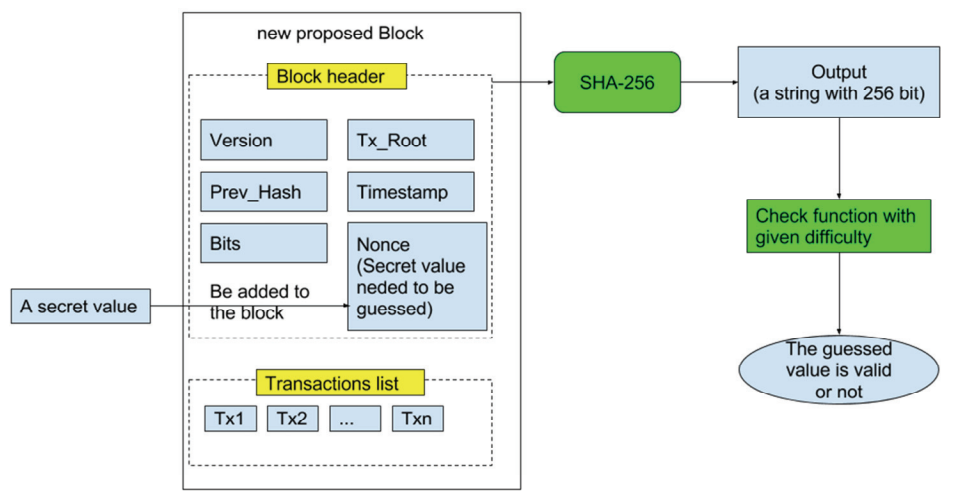 new proposed Block
Block header
SHA-256
Output
(a string with 256 bit)
Version
Tx_Root
Prev_Hash
Timestamp
Bits
Nonce
(Secret value
neded to be
guessed)
Check function with
given difficulty
A secret value
Be added to
the block
The guessed
value is valid
or not
Transactions list
Tx1
Tx2
...
Txn